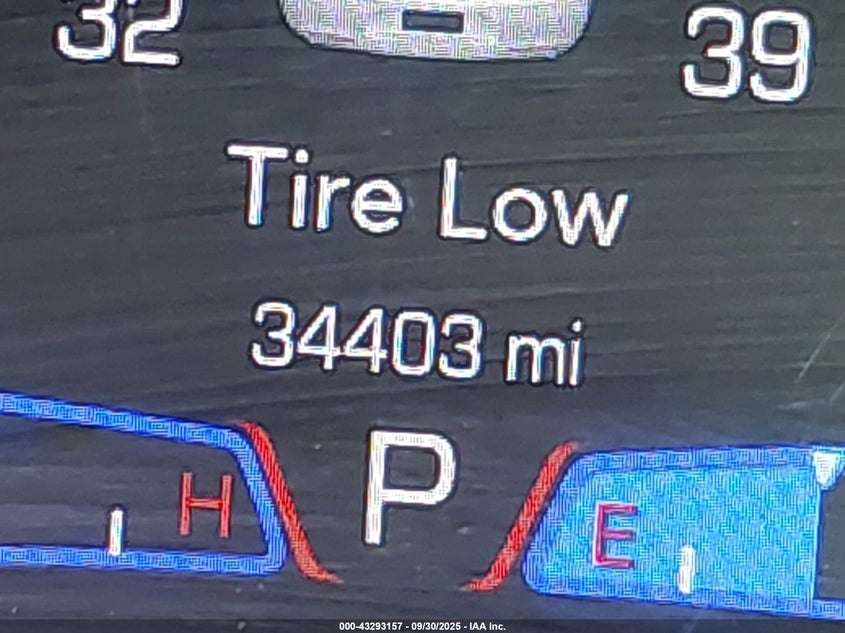 32 39
Tire Low
34403 mi
P
H E
000-43293157 - 09/30/2025 - IAA Inc.